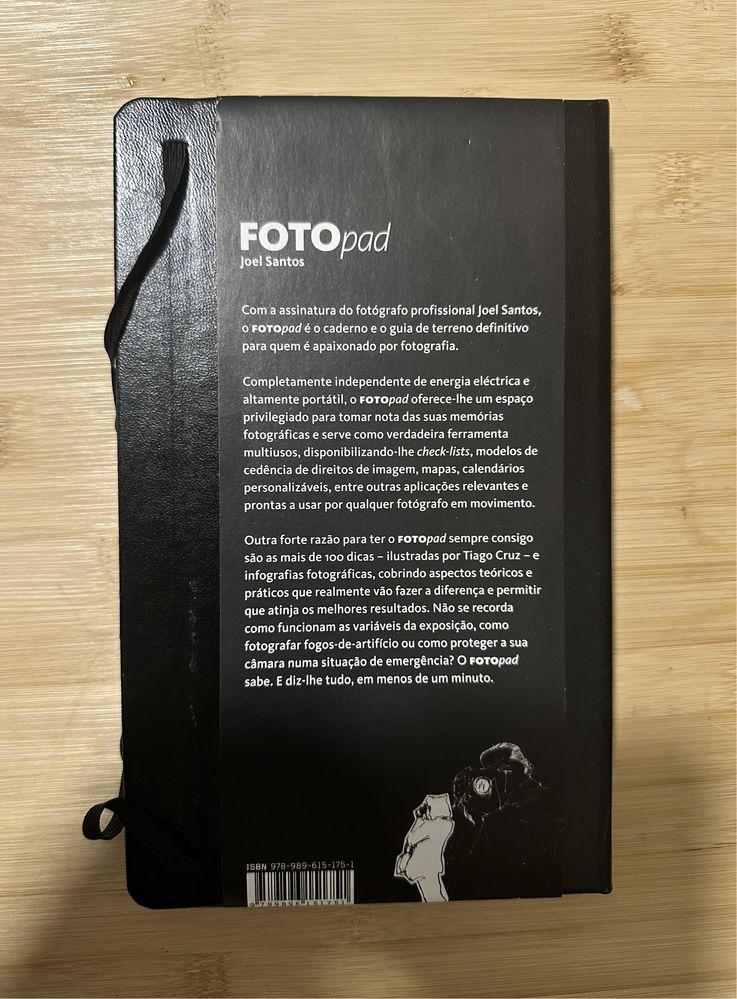 FOTOpad
Joel Santos
Com a assinatura do fotógrafo profissional Joel Santos,
o FOTOpad é o caderno e o guia de terreno definitivo
para quem é apaixonado por fotografia.
Completamente independente de energia eléctrica e
altamente portátil, o FOTOpad oferece-lhe um espaço
privilegiado para tomar nota das suas memórias
fotográficas e serve como verdadeira ferramenta
multiusos, disponibilizando-lhe check-lists, modelos de
cedência de direitos de imagem, mapas, calendários
personalizáveis, entre outras aplicações relevantes e
prontas a usar por qualquer fotógrafo em movimento.
Outra forte razão para ter o FOTOpad sempre consigo
são as mais de 100 dicas – ilustradas por Tiago Cruz – e
infografias fotográficas, cobrindo aspectos teóricos e
práticos que realmente vão fazer a diferença e permitir
que atinja os melhores resultados. Não se recorda
como funcionam as variáveis da exposição, como
fotografar fogos-de-artifício ou como proteger a sua
câmara numa situação de emergência? O FOTOpad
sabe. E diz-lhe tudo, em menos de um minuto.
ISBN 978-989-615-175-1
9789896151751